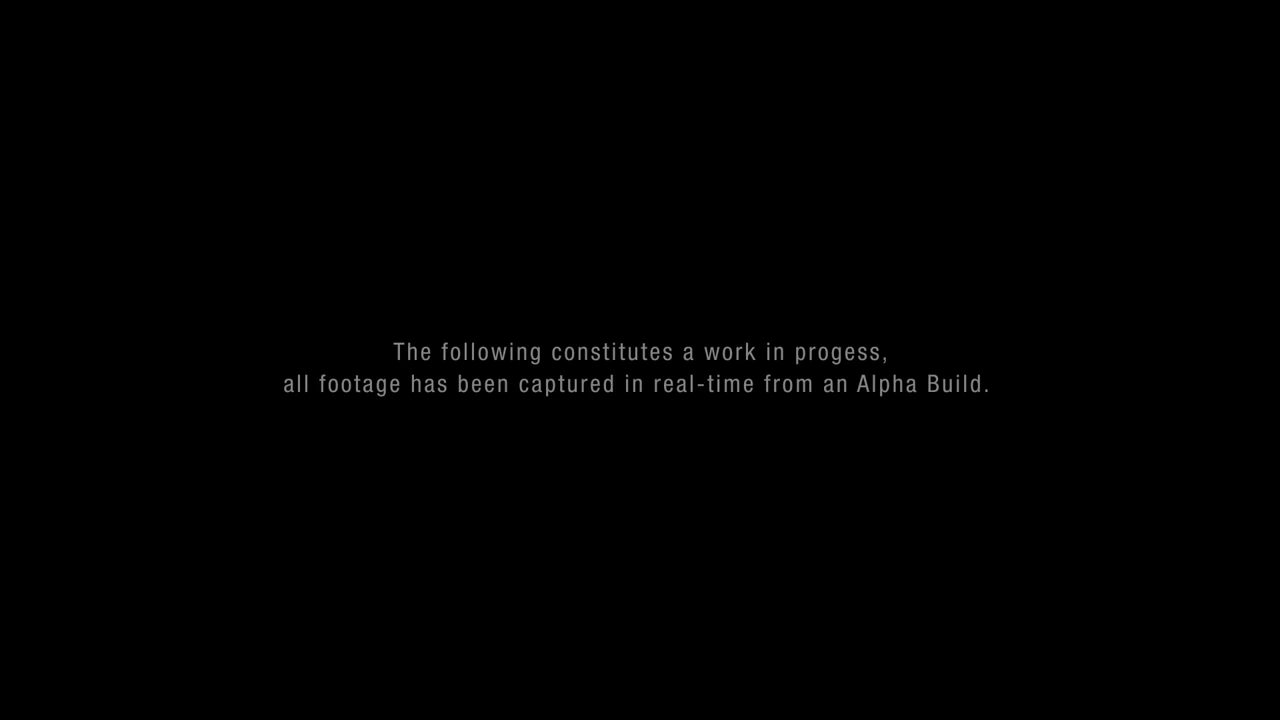 The following constitutes a work in progess,
all footage has been captured in real-time from an Alpha Build.